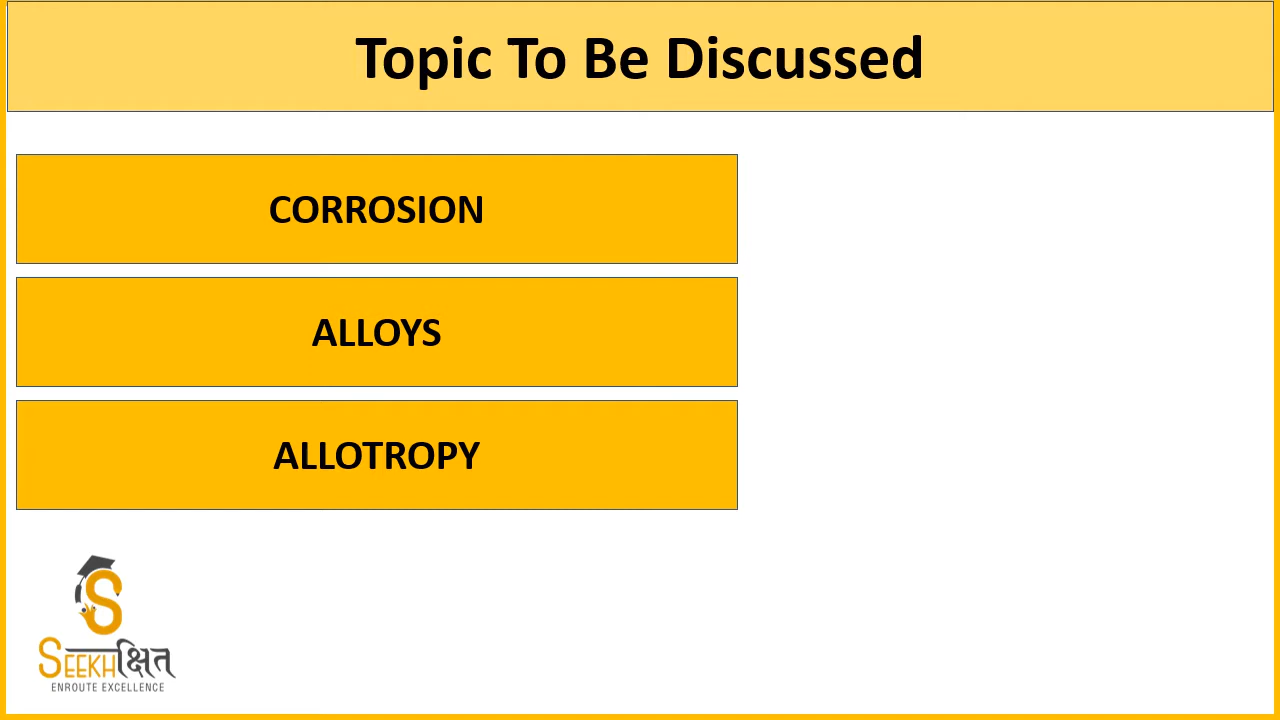 Topic To Be Discussed
CORROSION
ALLOYS
ALLOTROPY
S
SEEKHक्षित
ENROUTE EXCELLENCE